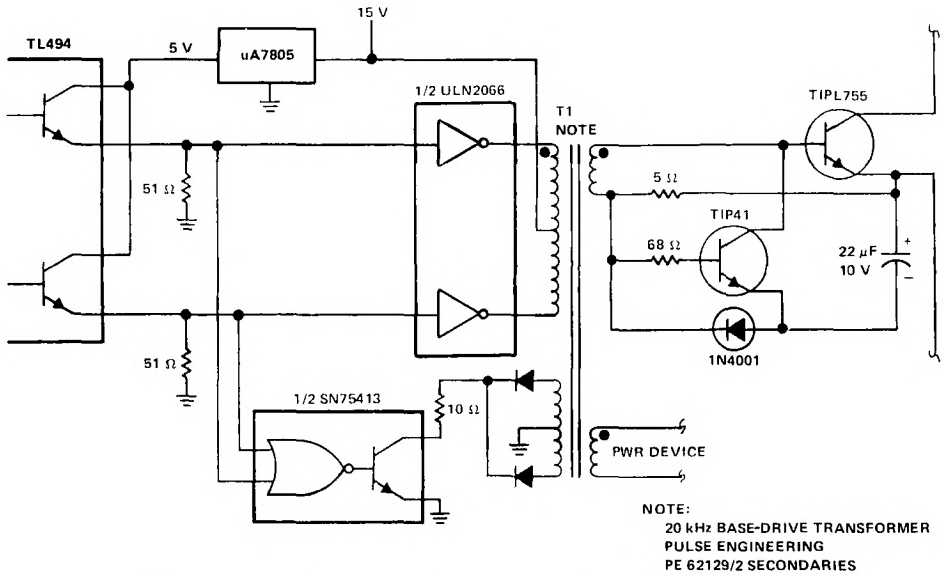 15 V
TL494
5 V
uA7805
1/2 ULN2066
T1
NOTE
TIPL755
51 Ω
5 Ω
TIP41
68 Ω
22 μF
10 V
+
−
1N4001
51 Ω
1/2 SN75413
10 Ω
PWR DEVICE
NOTE:
20 kHz BASE-DRIVE TRANSFORMER
PULSE ENGINEERING
PE 62129/2 SECONDARIES